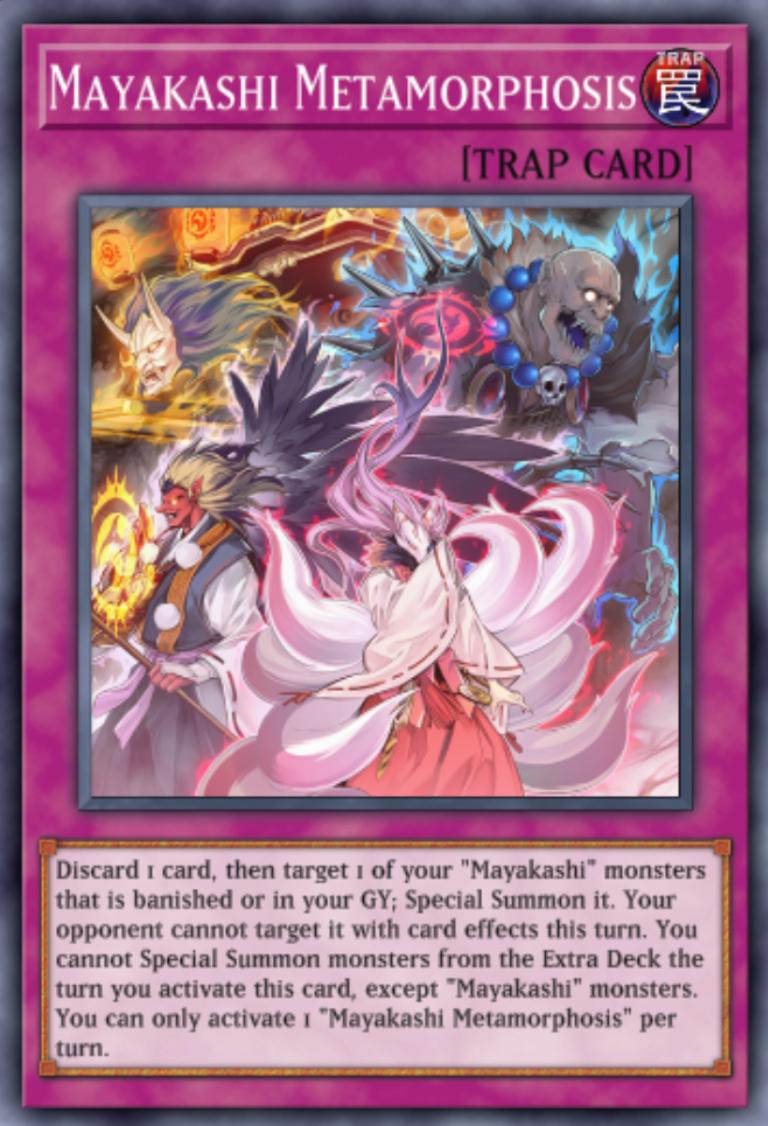 MAYAKASHI METAMORPHOSIS
TRAP
罠
[TRAP CARD]
Discard 1 card, then target 1 of your "Mayakashi" monsters
that is banished or in your GY; Special Summon it. Your
opponent cannot target it with card effects this turn. You
cannot Special Summon monsters from the Extra Deck the
turn you activate this card, except "Mayakashi" monsters.
You can only activate 1 "Mayakashi Metamorphosis" per
turn.